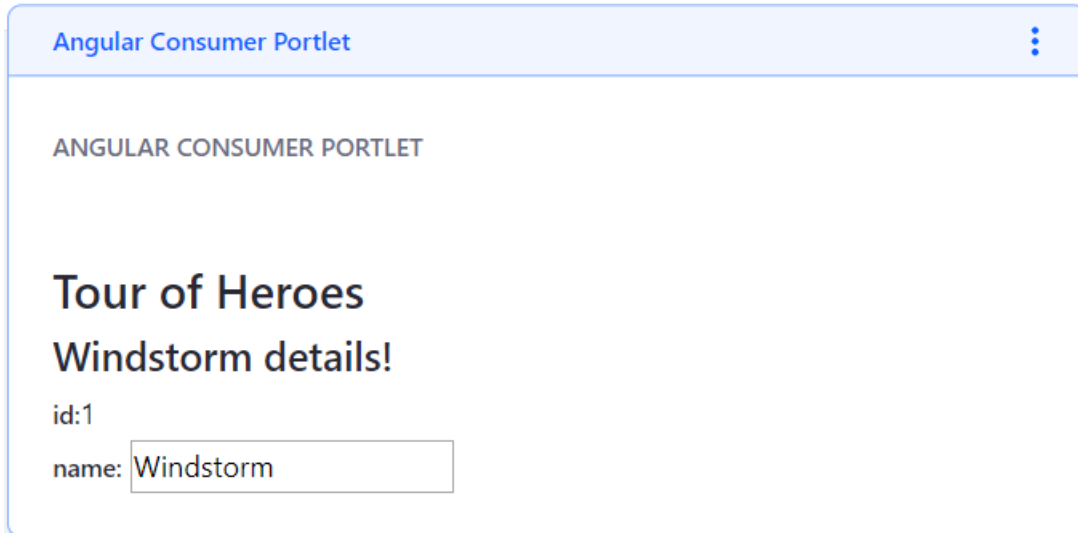 Angular Consumer Portlet
ANGULAR CONSUMER PORTLET
Tour of Heroes
Windstorm details!
id:1
name: Windstorm